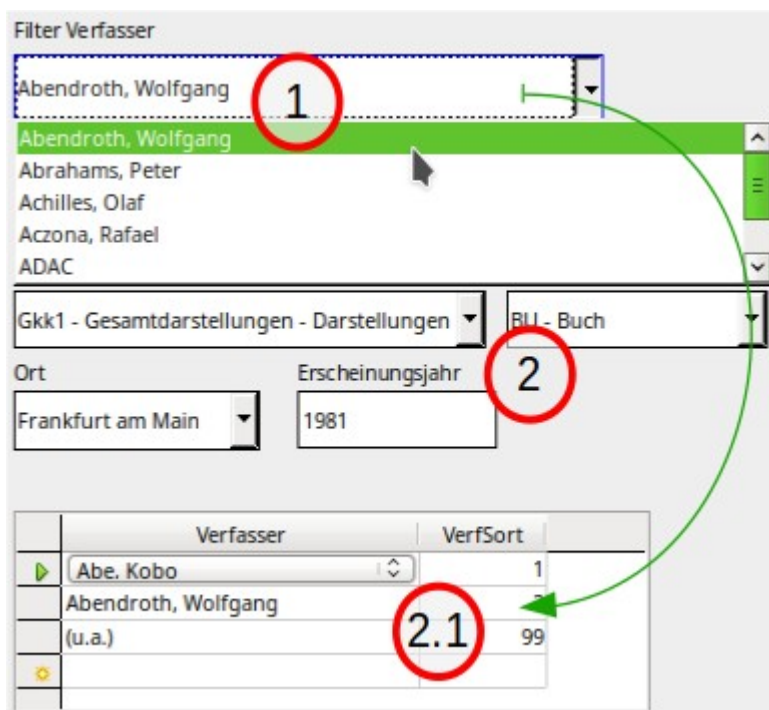 Filter Verfasser
Abendroth, Wolfgang
1
Abendroth, Wolfgang
Abrahams, Peter
Achilles, Olaf
Aczona, Rafael
ADAC
Gkk1 - Gesamtdarstellungen - Darstellungen BU - Buch
2
Ort Erscheinungsjahr
Frankfurt am Main 1981
Verfasser VerfSort
Abe. Kobo 1
Abendroth, Wolfgang
2.1
(u.a.) 99